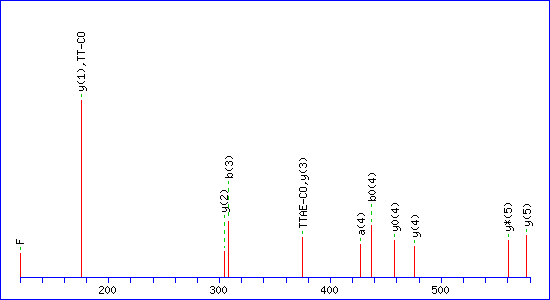 F
y(1),TT-CO
y(2)
b(3)
TTAE-CO,y(3)
a(4)
b0(4)
y0(4)
y(4)
y*(5)
y(5)
200
300
400
500